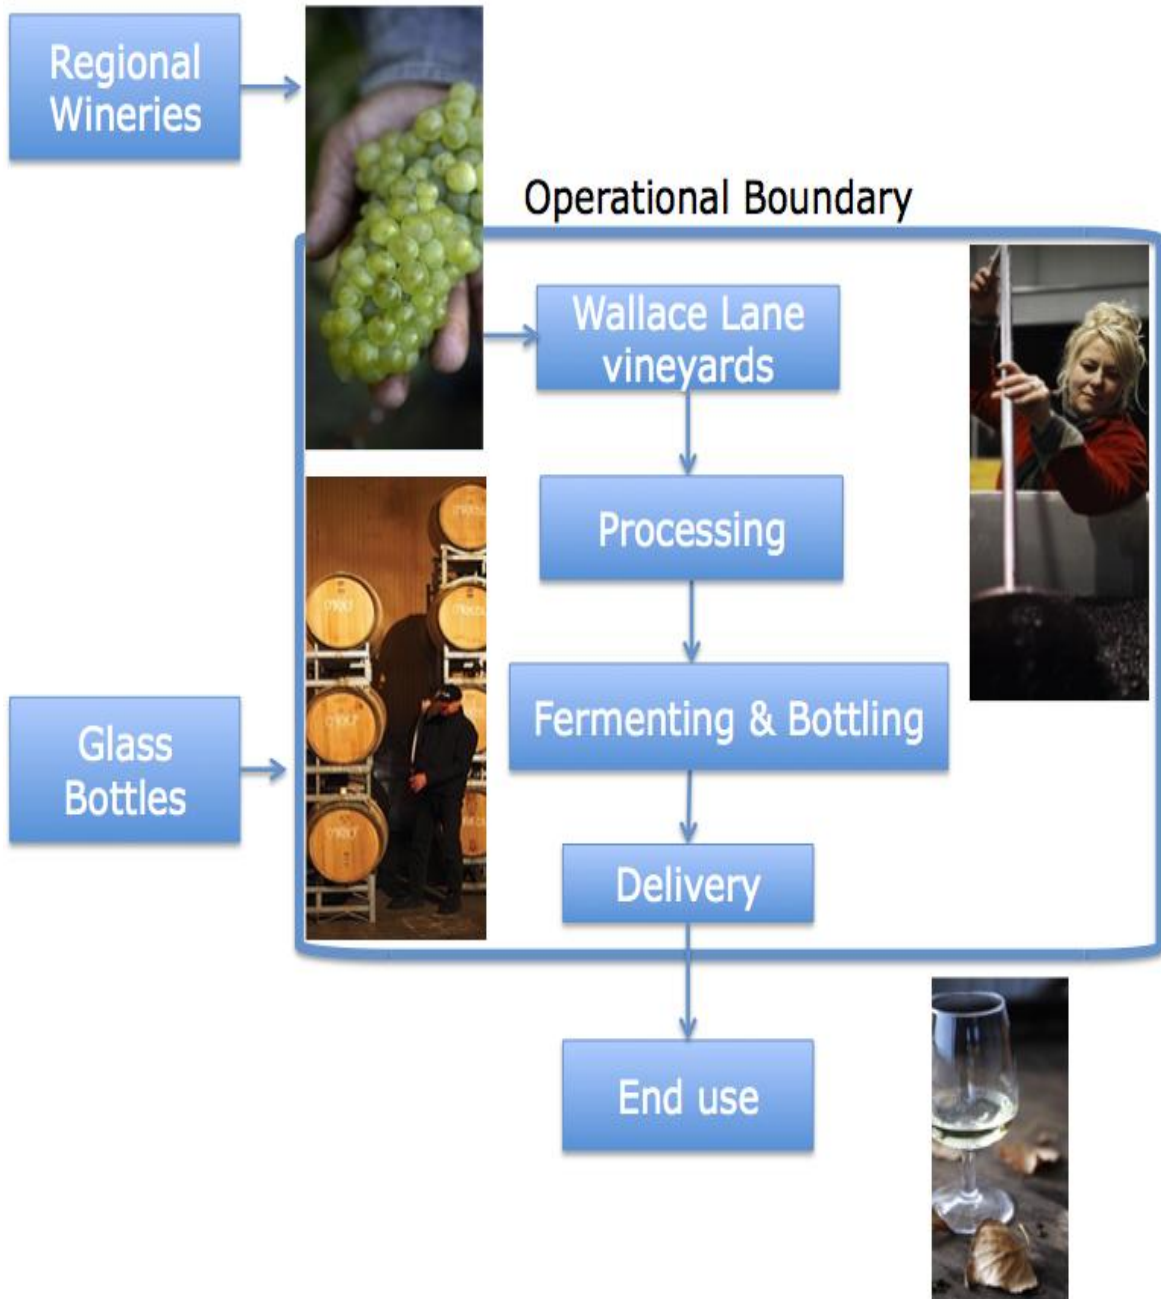 Regional
Wineries
Operational Boundary
Wallace Lane
vineyards
Processing
Fermenting & Bottling
Glass
Bottles
Delivery
End use